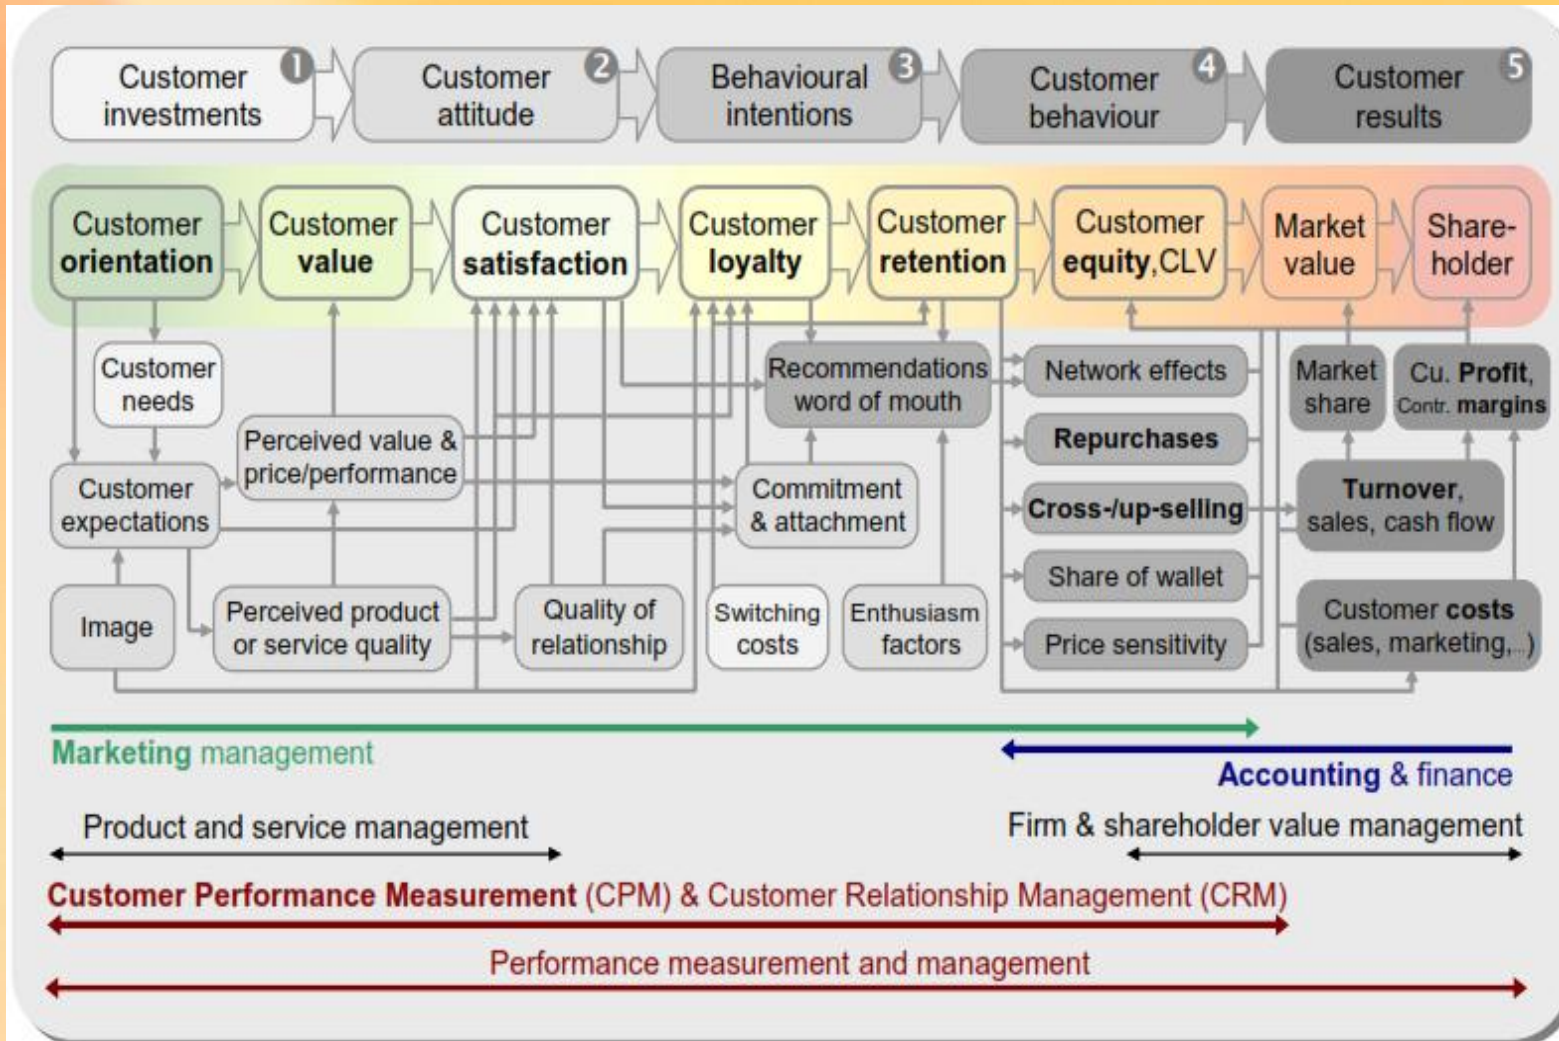 Customer
investments
1
Customer
attitude
2
Behavioural
intentions
3
Customer
behaviour
4
Customer
results
5
Customer
orientation
Customer
value
Customer
satisfaction
Customer
loyalty
Customer
retention
Customer
equity,CLV
Market
value
Share-
holder
Customer
needs
Recommendations
word of mouth
Network effects
Market
share
Cu. Profit,
Contr. margins
Perceived value &
price/performance
Repurchases
Customer
expectations
Commitment
& attachment
Cross-/up-selling
Turnover,
sales, cash flow
Share of wallet
Image
Perceived product
or service quality
Quality of
relationship
Switching
costs
Enthusiasm
factors
Price sensitivity
Customer costs
(sales, marketing,...)
Marketing management
Accounting & finance
Product and service management
Firm & shareholder value management
Customer Performance Measurement (CPM) & Customer Relationship Management (CRM)
Performance measurement and management